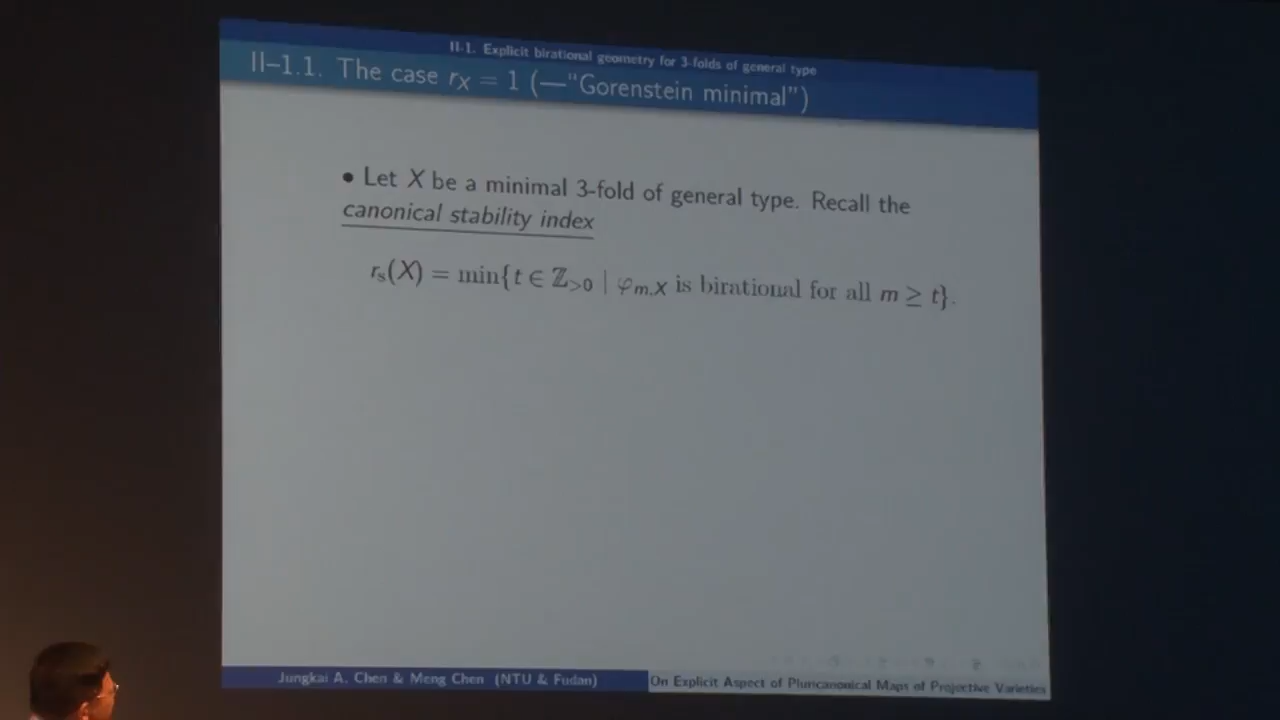 II-1. Explicit birational geometry for 3-folds of general type
II–1.1. The case r_X = 1 (—"Gorenstein minimal")
• Let X be a minimal 3-fold of general type. Recall the
canonical stability index
r_s(X) = min{t ∈ ℤ_{>0} | φ_{m,X} is birational for all m ≥ t}.
Jungkai A. Chen & Meng Chen (NTU & Fudan)
On Explicit Aspect of Pluricanonical Maps of Projective Varieties